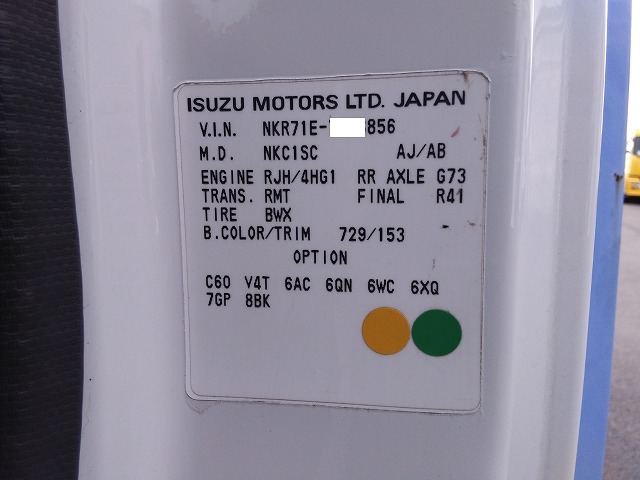 ISUZU MOTORS LTD. JAPAN
V.I.N. NKR71E- 856
M.D. NKC1SC AJ/AB
ENGINE RJH/4HG1 RR AXLE G73
TRANS. RMT FINAL R41
TIRE BWX
B.COLOR/TRIM 729/153 -
OPTION
C60 V4T 6AC 6QN 6WC 6XQ
7GP 8BK